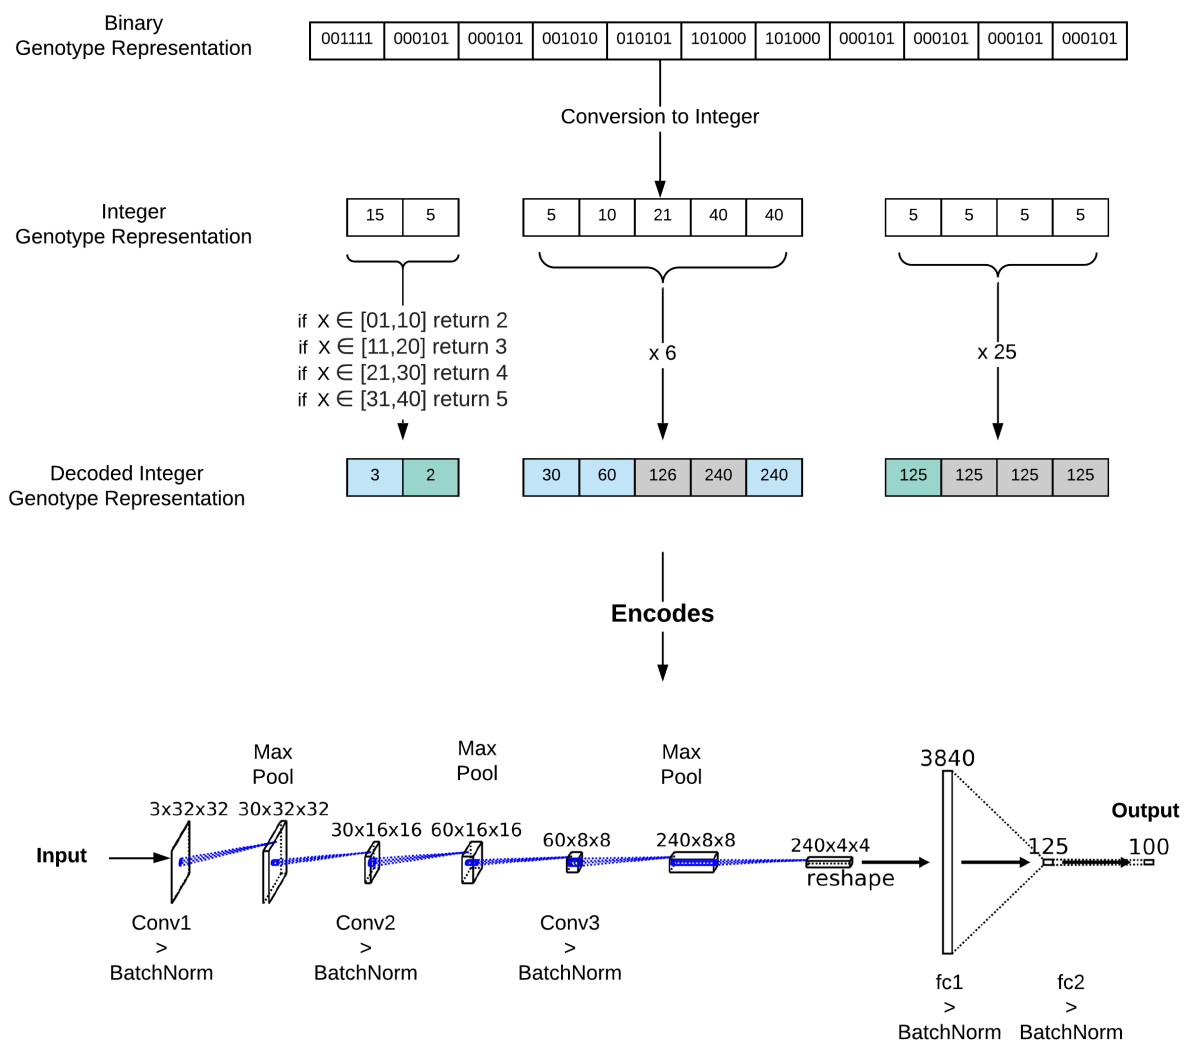 Binary
Genotype Representation
001111 000101 000101 001010 010101 101000 101000 000101 000101 000101 000101
Conversion to Integer
Integer
Genotype Representation
15 5
5 10 21 40 40
5 5 5 5
if X ∈ [01,10] return 2
if X ∈ [11,20] return 3
if X ∈ [21,30] return 4
if X ∈ [31,40] return 5
x 6
x 25
Decoded Integer
Genotype Representation
3 2
30 60 126 240 240
125 125 125 125
Encodes
Max
Pool
Max
Pool
Max
Pool
3x32x32 30x32x32
30x16x16 60x16x16
60x8x8
240x8x8
240x4x4
reshape
3840
125
100
Input
Output
Conv1
>
BatchNorm
Conv2
>
BatchNorm
Conv3
>
BatchNorm
fc1
>
BatchNorm
fc2
>
BatchNorm